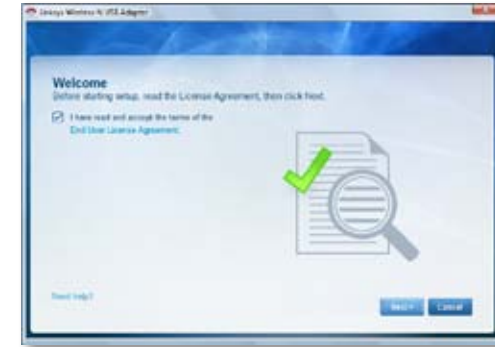 Linksys Wireless-N USB Adapter
Welcome
Before starting setup, read the License Agreement, then click Next.
I have read and accept the terms of the
End User License Agreement.
Need help?
Next
Cancel